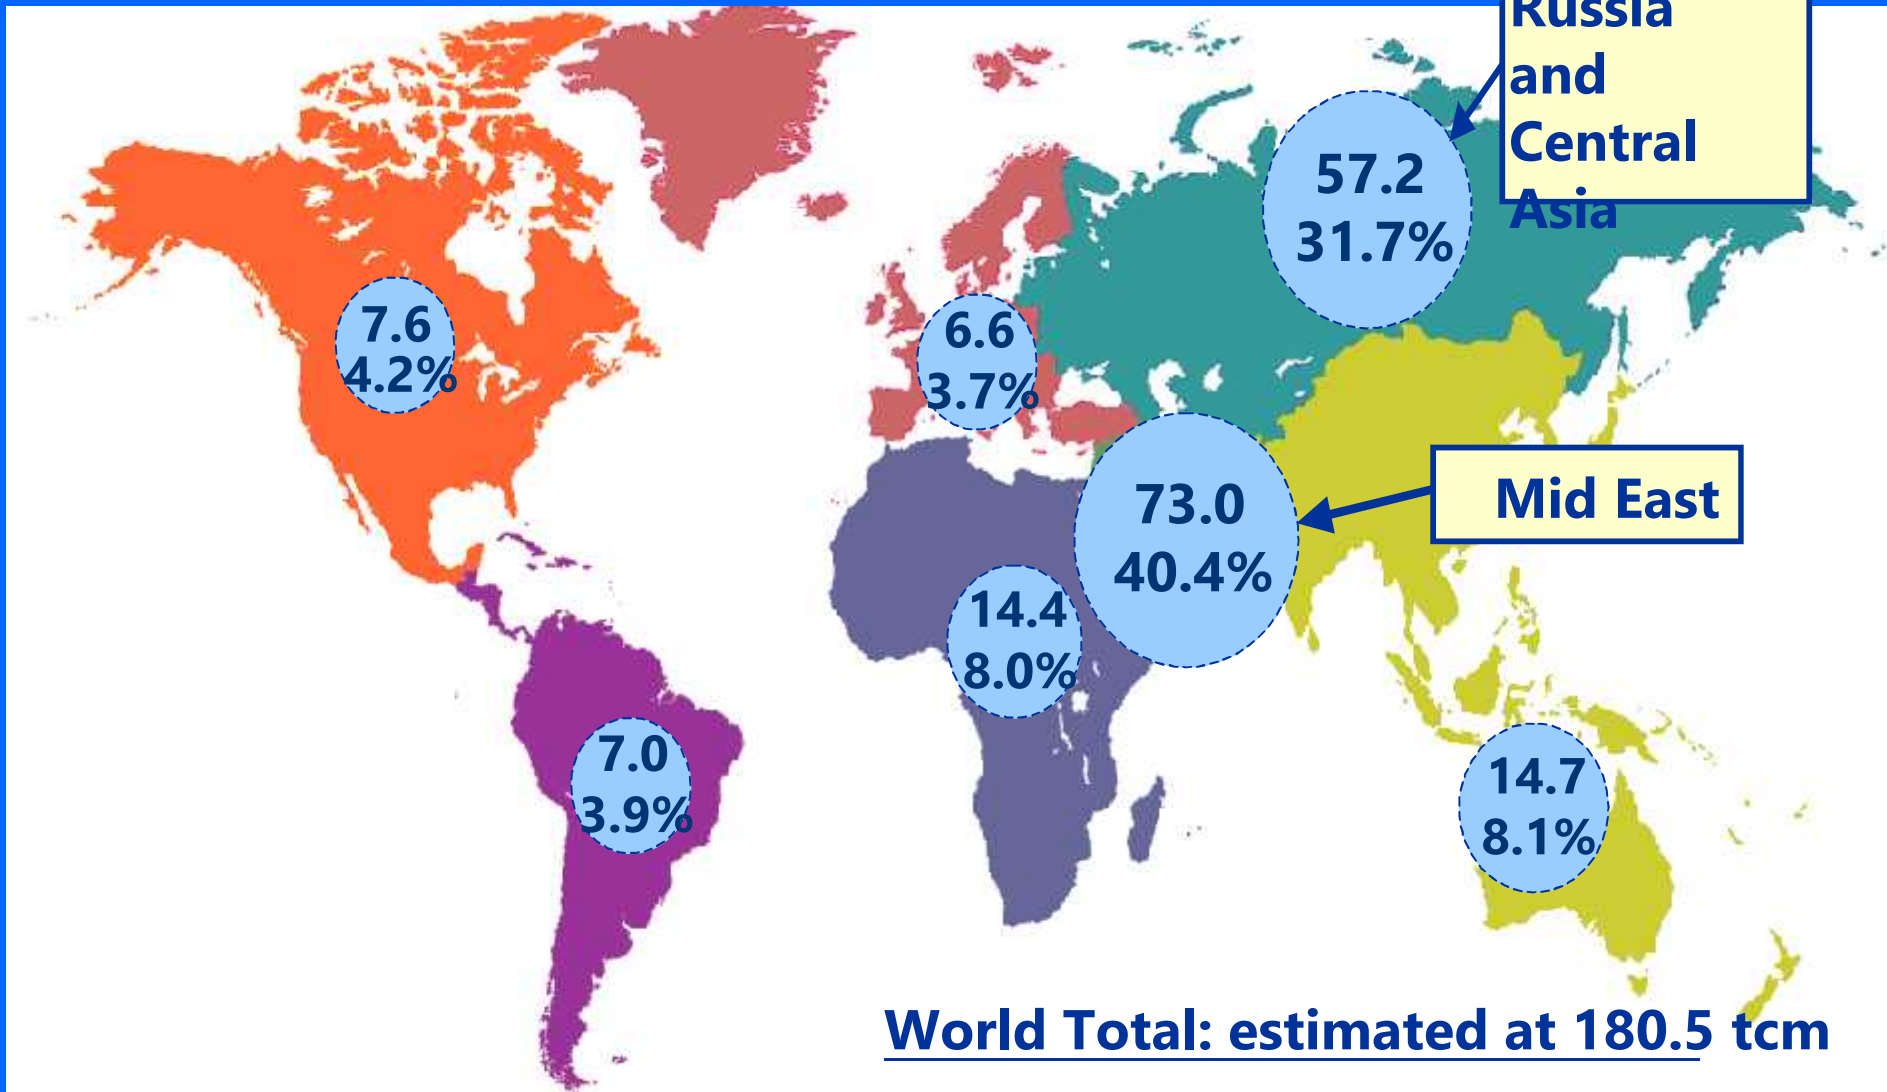 Russia
and
Central
Asia
57.2
31.7%
7.6
4.2%
6.6
3.7%
Mid East
73.0
40.4%
14.4
8.0%
7.0
3.9%
14.7
8.1%
World Total: estimated at 180.5 tcm